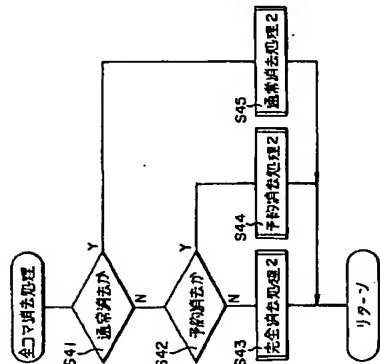 全コマ消去処理
S41
通常消去か
Y
N
S42
予約消去か
Y
N
S43
完全消去処理2
S44
予約消去処理2
S45
通常消去処理2
リターン